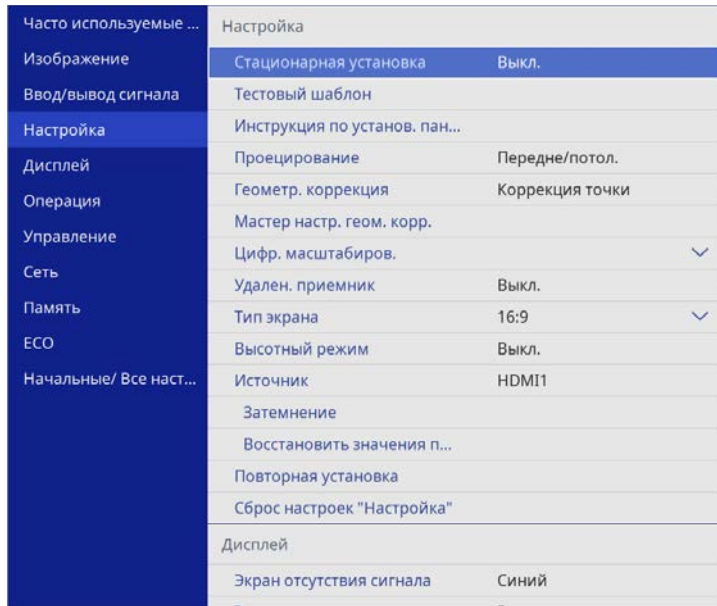 Часто используемые ...
Изображение
Ввод/вывод сигнала
Настройка
Дисплей
Операция
Управление
Сеть
Память
ECO
Начальные/ Все наст...
Настройка
Стационарная установка Выкл.
Тестовый шаблон
Инструкция по установ. пан...
Проецирование Передне/потол.
Геометр. коррекция Коррекция точки
Мастер настр. геом. корр.
Цифр. масштабиров.
Удален. приемник Выкл.
Тип экрана 16:9
Высотный режим Выкл.
Источник HDMI1
Затемнение
Восстановить значения п...
Повторная установка
Сброс настроек "Настройка"
Дисплей
Экран отсутствия сигнала Синий